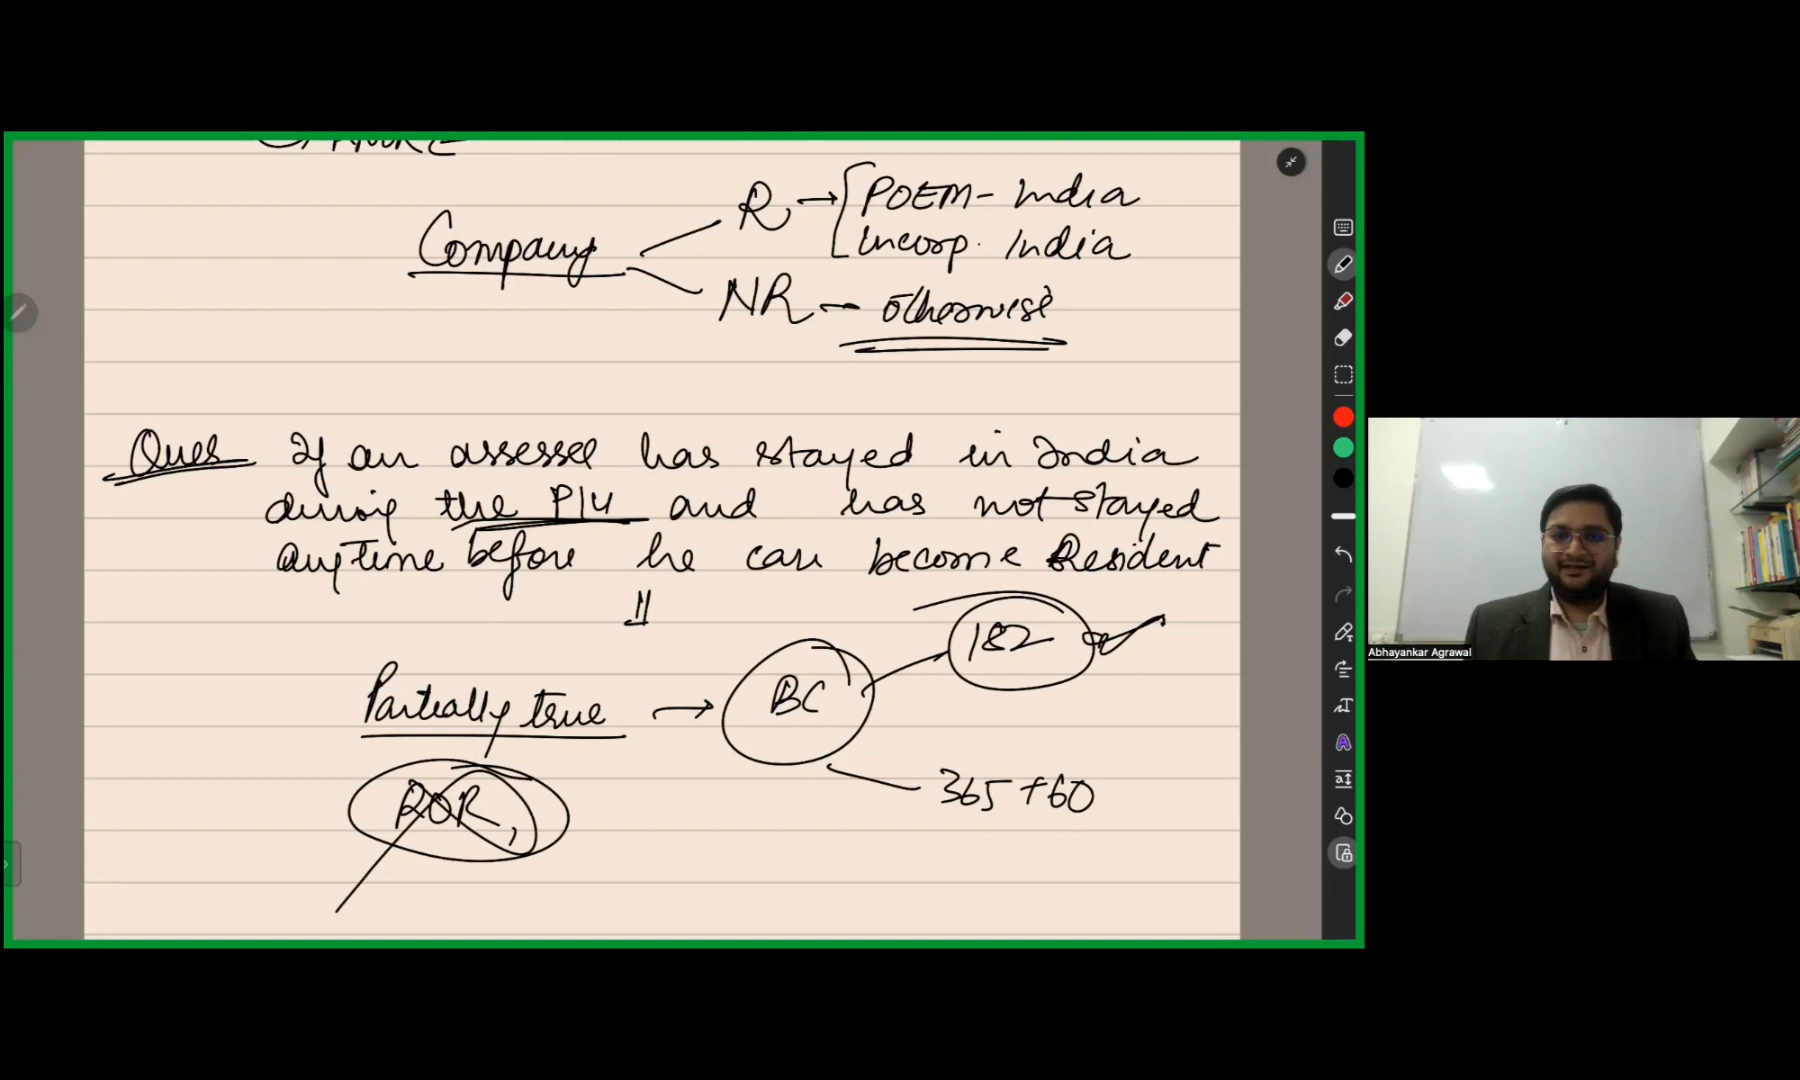 Company
R → POEM - India
Incorp. India
NR - otherwise
Ques If an assessee has stayed in India
during the P/y and has not stayed
anytime before he can become Resident
Partially true → BC
182
365 + 60
ROR,
Abhayankar Agrawal